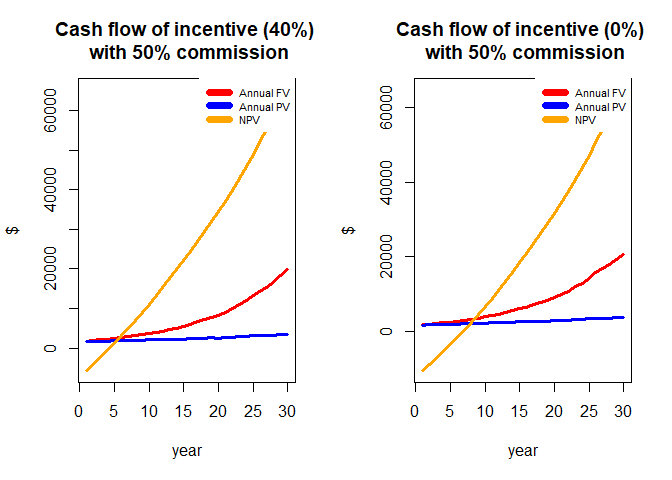 Cash flow of incentive (40%)
with 50% commission
$
60000
40000
20000
0
Annual FV
Annual PV
NPV
0 5 10 15 20 25 30
year
Cash flow of incentive (0%)
with 50% commission
$
60000
40000
20000
0
Annual FV
Annual PV
NPV
0 5 10 15 20 25 30
year